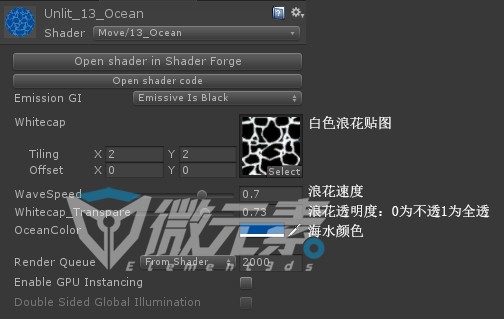 Unlit_13_Ocean
Shader Move/13_Ocean
Open shader in Shader Forge
Open shader code
Emission GI Emissive Is Black
Whitecap 白色浪花贴图
Tiling X 2 Y 2
Offset X 0 Y 0
Select
WaveSpeed 0.7 浪花速度
Whitecap_Transpare 0.73 浪花透明度：0为不透1为全透
OceanColor 海水颜色
微元素
Element3ds
Render Queue From Shader 2000
Enable GPU Instancing
Double Sided Global Illumination